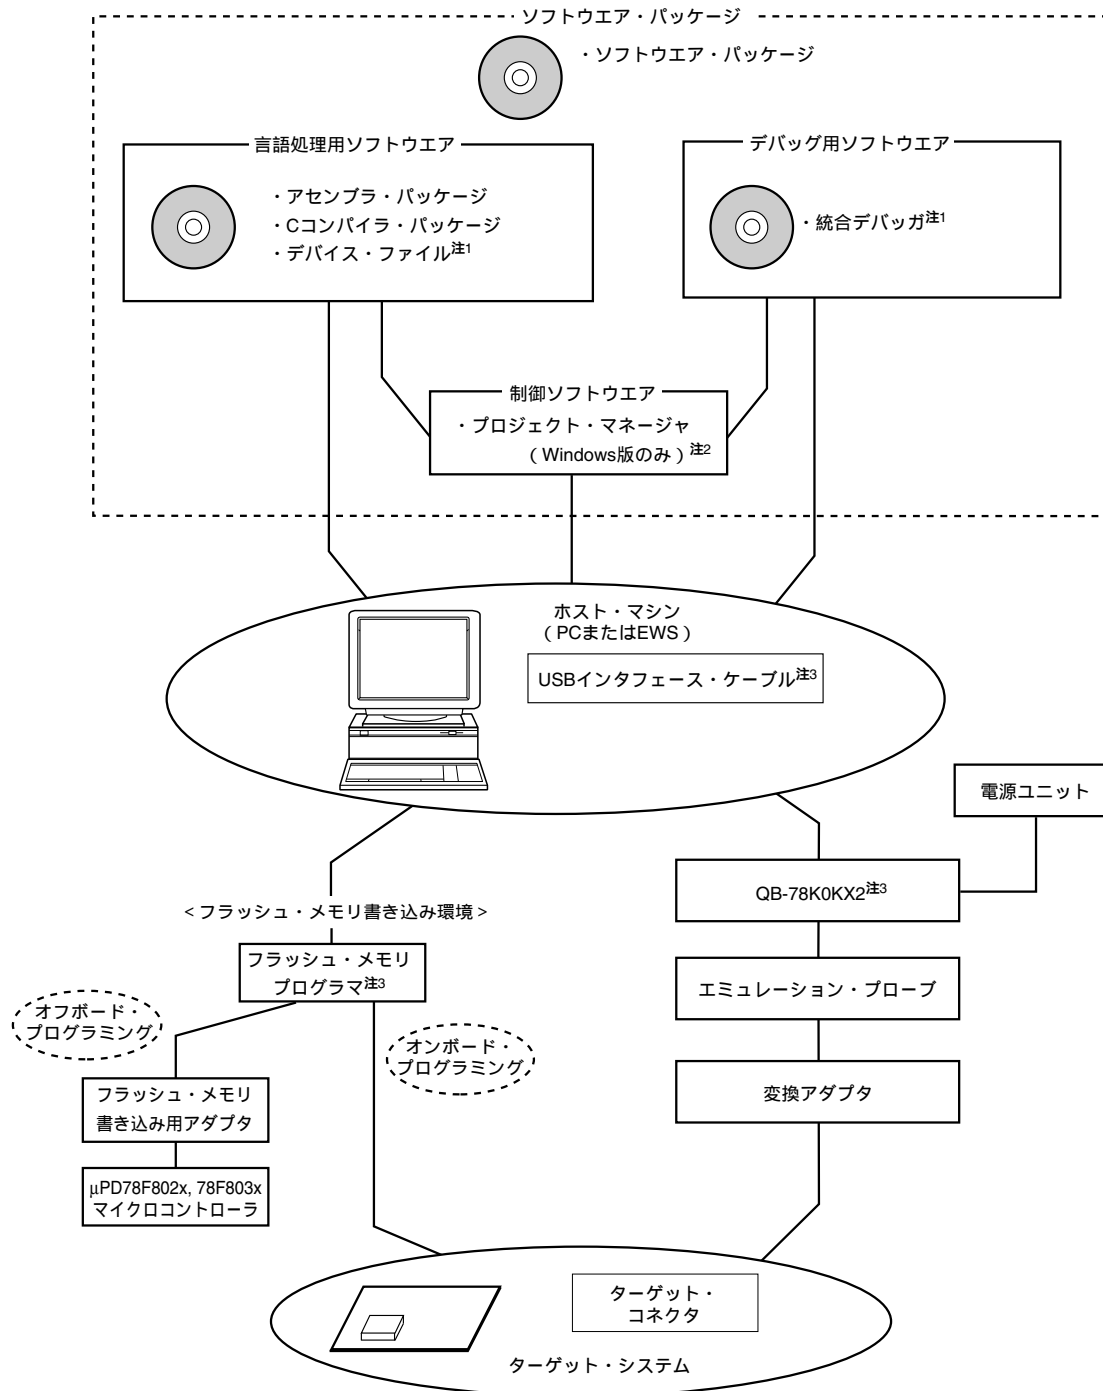 ソフトウエア・パッケージ
・ソフトウエア・パッケージ
言語処理用ソフトウエア
・アセンブラ・パッケージ
・Cコンパイラ・パッケージ
・デバイス・ファイル注1
デバッグ用ソフトウエア
・統合デバッガ注1
制御ソフトウエア
・プロジェクト・マネージャ
（Windows版のみ）注2
ホスト・マシン
（PCまたはEWS）
USBインタフェース・ケーブル注3
電源ユニット
QB-78K0KX2注3
<フラッシュ・メモリ書き込み環境>
フラッシュ・メモリ
プログラマ注3
エミュレーション・プローブ
オフボード・
プログラミング
オンボード・
プログラミング
フラッシュ・メモリ
書き込み用アダプタ
変換アダプタ
μPD78F802x, 78F803x
マイクロコントローラ
ターゲット・
コネクタ
ターゲット・システム